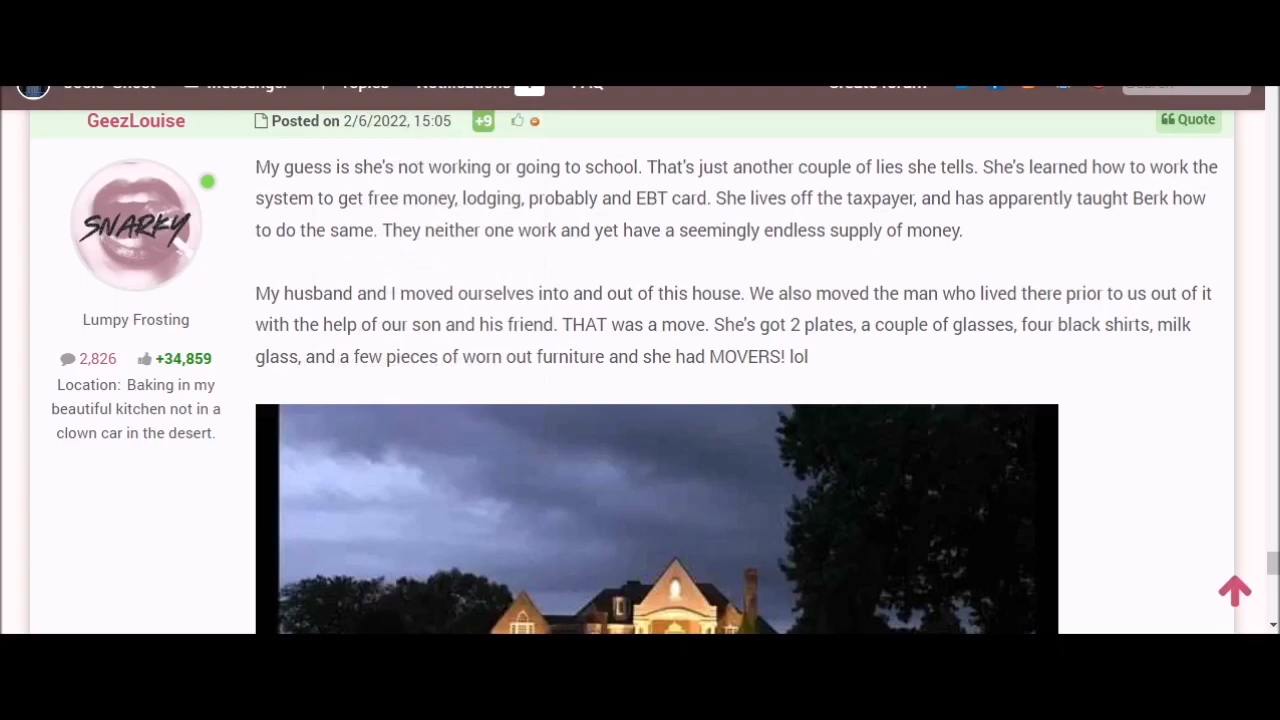 GeezLouise
Posted on 2/6/2022, 15:05
+9
Quote
SNARKY
My guess is she's not working or going to school. That's just another couple of lies she tells. She's learned how to work the
system to get free money, lodging, probably and EBT card. She lives off the taxpayer, and has apparently taught Berk how
to do the same. They neither one work and yet have a seemingly endless supply of money.
My husband and I moved ourselves into and out of this house. We also moved the man who lived there prior to us out of it
with the help of our son and his friend. THAT was a move. She's got 2 plates, a couple of glasses, four black shirts, milk
glass, and a few pieces of worn out furniture and she had MOVERS! lol
Lumpy Frosting
2,826 +34,859
Location: Baking in my
beautiful kitchen not in a
clown car in the desert.